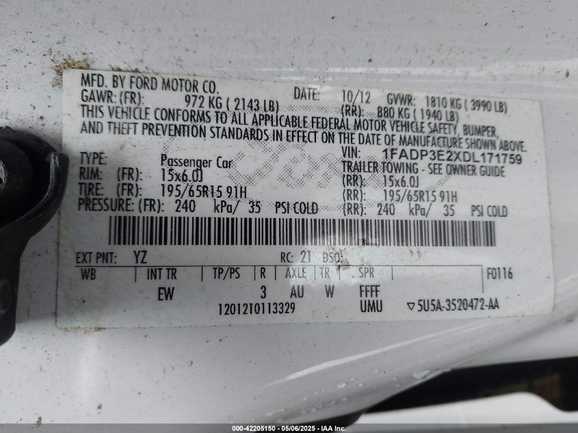 MFD. BY FORD MOTOR CO.
DATE: 10/12 GVWR: 1810 KG ( 3990 LB)
GAWR: (FR): 972 KG ( 2143 LB) (RR): 880 KG ( 1940 LB)
THIS VEHICLE CONFORMS TO ALL APPLICABLE FEDERAL MOTOR VEHICLE SAFETY, BUMPER,
AND THEFT PREVENTION STANDARDS IN EFFECT ON THE DATE OF MANUFACTURE SHOWN ABOVE.
VIN: 1FADP3E2XDL171759
TYPE: Passenger Car TRAILER TOWING - SEE OWNER GUIDE
RIM: (FR) 15x6.0J (RR): 15x6.0J
TIRE: (FR) 195/65R15 91H (RR): 195/65R15 91H
PRESSURE: (FR) 240 kPa/ 35 PSI COLD (RR): 240 kPa/ 35 PSI COLD
EXT PNT: YZ RC: 21 DSO:
WB INT TR TP/PS R AXLE TR SPR F0116
EW 3 AU W FFFF
1201210113329 UMU ▽ 5U5A-3520472-AA
000-42205150 - 05/06/2025 - IAA Inc.